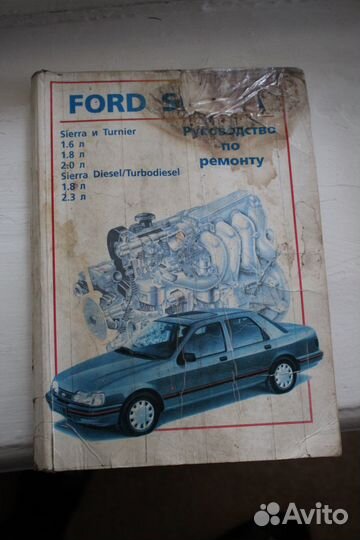 FORD S
Sierra и Turnier
1.6 л
1.8 л
2.0 л
Sierra Diesel/Turbodiesel
1.8 л
2.3 л
Руководство
по
ремонту
Avito